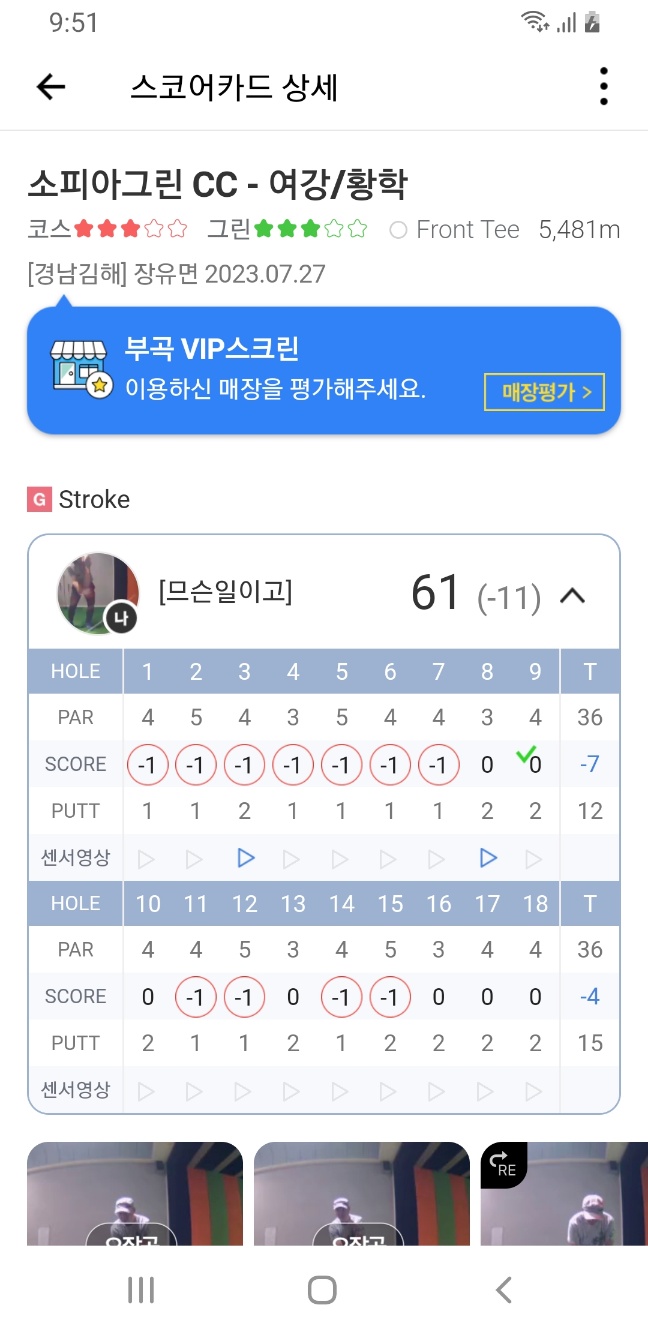 9:51
스코어카드 상세
소피아그린 CC - 여강/황학
코스 그린 Front Tee 5,481m
[경남김해] 장유면 2023.07.27
부곡 VIP스크린
이용하신 매장을 평가해주세요.
매장평가 >
G Stroke
나
[므슨일이고] 61 (-11)
HOLE 1 2 3 4 5 6 7 8 9 T
PAR 4 5 4 3 5 4 4 3 4 36
SCORE -1 -1 -1 -1 -1 -1 -1 0 0 -7
PUTT 1 1 2 1 1 1 1 2 2 12
센서영상
HOLE 10 11 12 13 14 15 16 17 18 T
PAR 4 4 5 3 4 5 3 4 4 36
SCORE 0 -1 -1 0 -1 -1 0 0 0 -4
PUTT 2 1 1 2 1 2 2 2 2 15
센서영상
RE